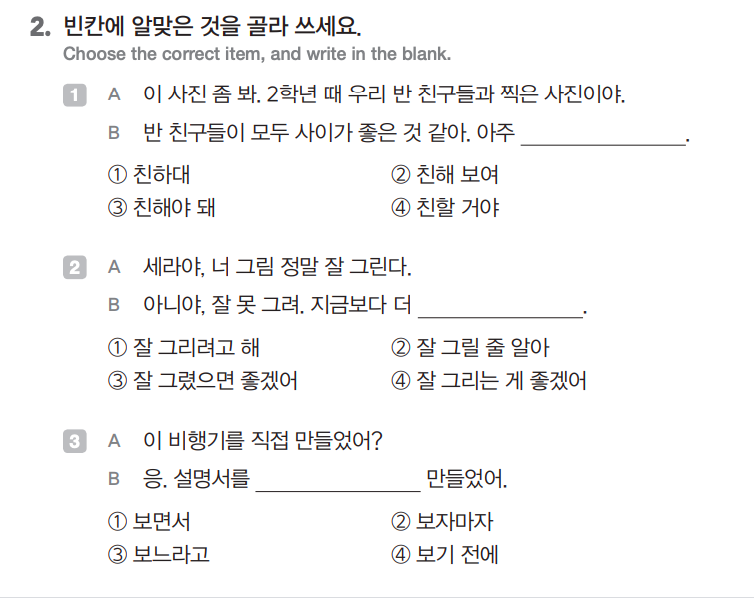 2. 빈칸에 알맞은 것을 골라 쓰세요.
Choose the correct item, and write in the blank.
1 A 이 사진 좀 봐. 2학년 때 우리 반 친구들과 찍은 사진이야.
B 반 친구들이 모두 사이가 좋은 것 같아. 아주 ______________.
① 친하대 ② 친해 보여
③ 친해야 돼 ④ 친할 거야
2 A 세라야, 너 그림 정말 잘 그린다.
B 아니야, 잘 못 그려. 지금보다 더 ______________.
① 잘 그리려고 해 ② 잘 그릴 줄 알아
③ 잘 그렸으면 좋겠어 ④ 잘 그리는 게 좋겠어
3 A 이 비행기를 직접 만들었어?
B 응. 설명서를 ______________ 만들었어.
① 보면서 ② 보자마자
③ 보느라고 ④ 보기 전에